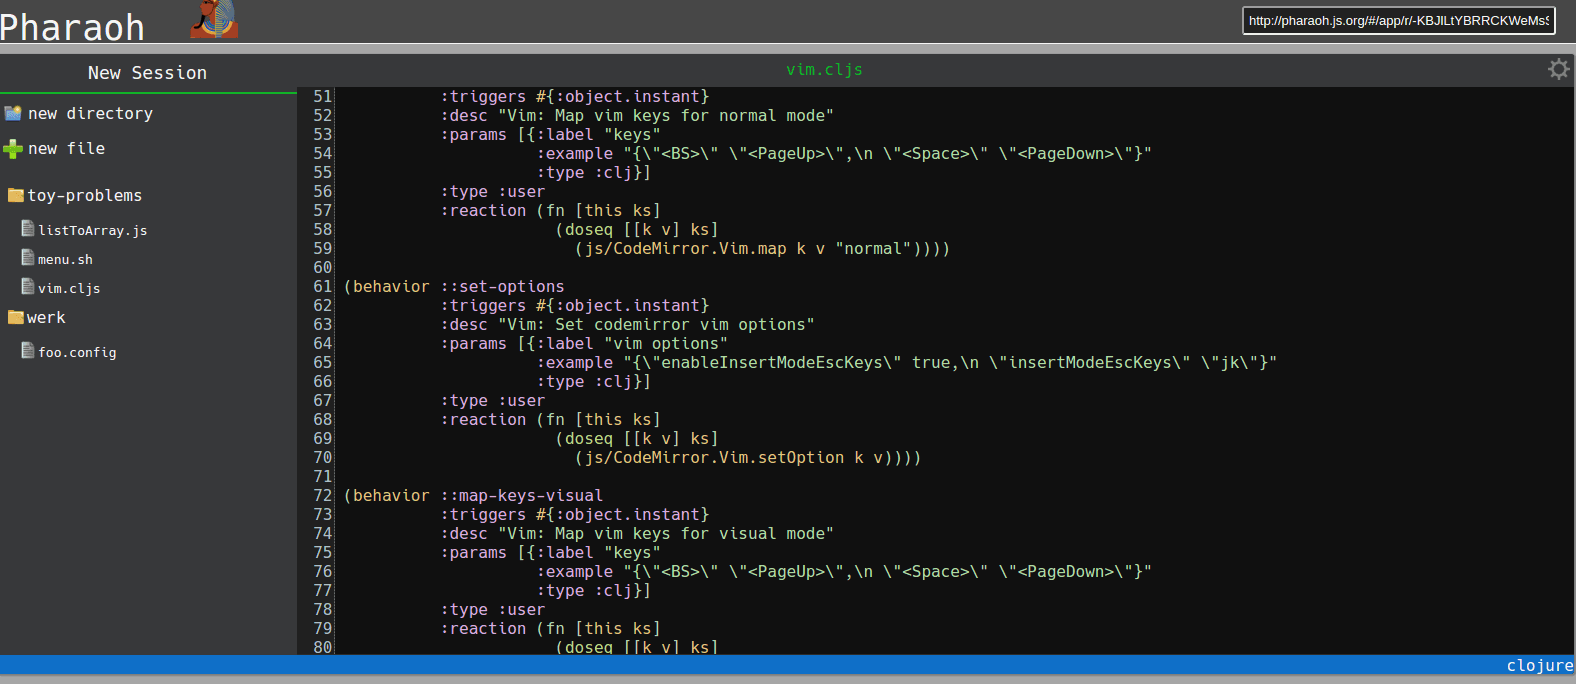 Pharaoh
http://pharaoh.js.org/#/app/r/-KBJlLtYBRRCKWeMsS
New Session
new directory
new file
toy-problems
listToArray.js
menu.sh
vim.cljs
werk
foo.config
vim.cljs
51 :triggers #{:object.instant}
52 :desc "Vim: Map vim keys for normal mode"
53 :params [{:label "keys"
54 :example "{\"<BS>\" \"<PageUp>\",\n \"<Space>\" \"<PageDown>\"}"
55 :type :clj}]
56 :type :user
57 :reaction (fn [this ks]
58 (doseq [[k v] ks]
59 (js/CodeMirror.Vim.map k v "normal"))))
60
61 (behavior ::set-options
62 :triggers #{:object.instant}
63 :desc "Vim: Set codemirror vim options"
64 :params [{:label "vim options"
65 :example "{\"enableInsertModeEscKeys\" true,\n \"insertModeEscKeys\" \"jk\"}"
66 :type :clj}]
67 :type :user
68 :reaction (fn [this ks]
69 (doseq [[k v] ks]
70 (js/CodeMirror.Vim.setOption k v))))
71
72 (behavior ::map-keys-visual
73 :triggers #{:object.instant}
74 :desc "Vim: Map vim keys for visual mode"
75 :params [{:label "keys"
76 :example "{\"<BS>\" \"<PageUp>\",\n \"<Space>\" \"<PageDown>\"}"
77 :type :clj}]
78 :type :user
79 :reaction (fn [this ks]
80 (doseq [[k v] ks]
clojure